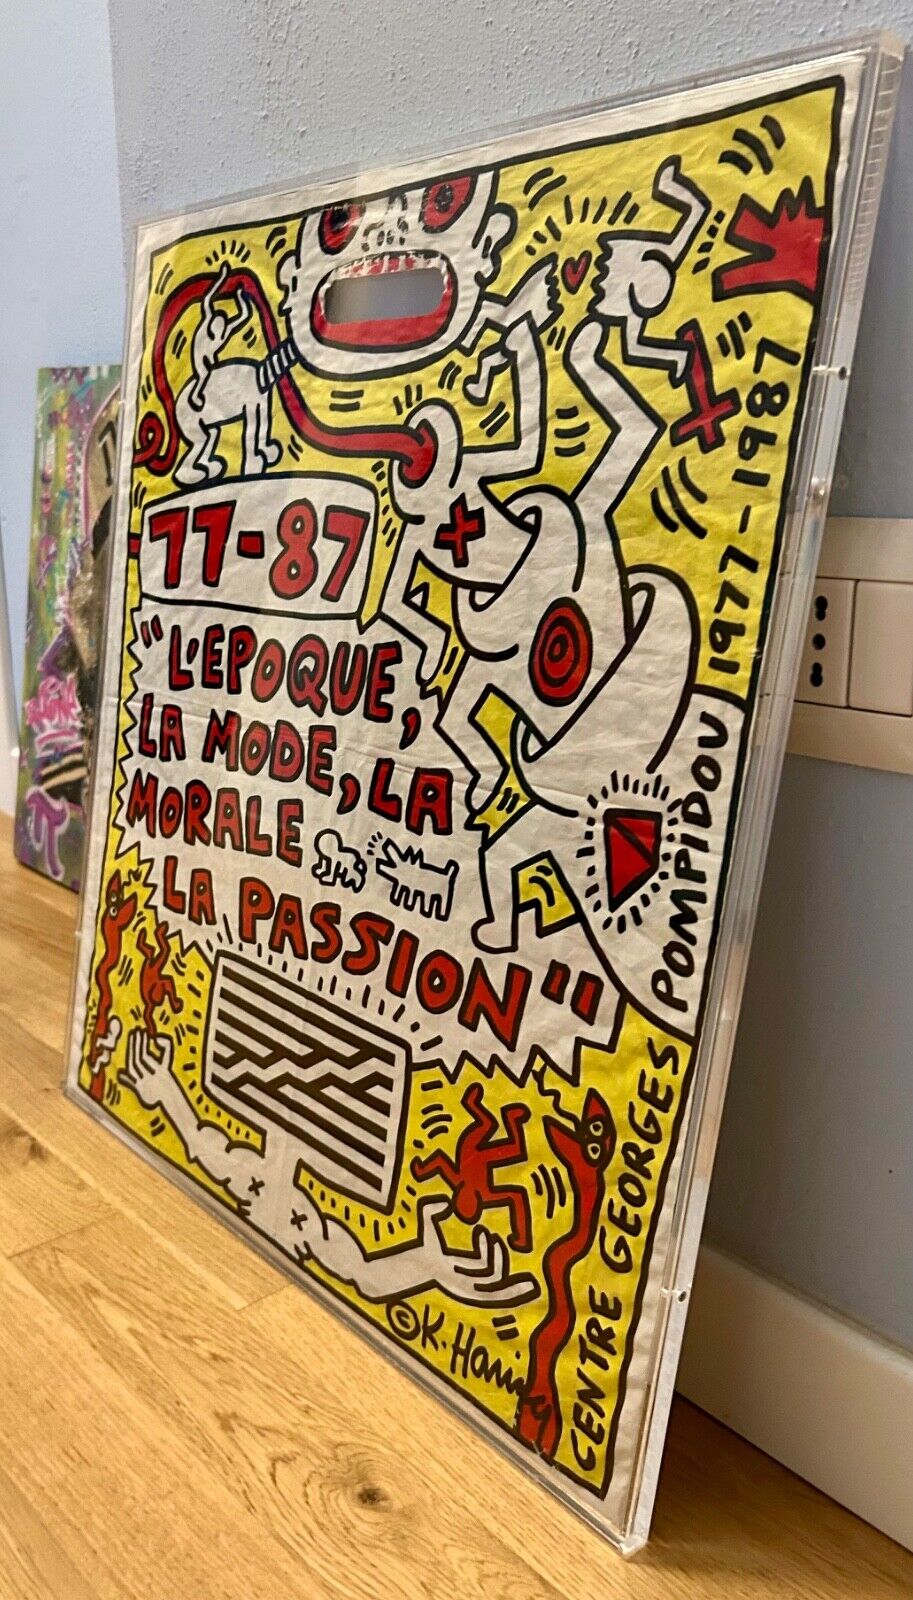 77-87
"L'EPOQUE,
LA MODE, LA
MORALE
LA PASSION"
CENTRE GEORGES POMPIDOU 1977-1987
©K. Haring